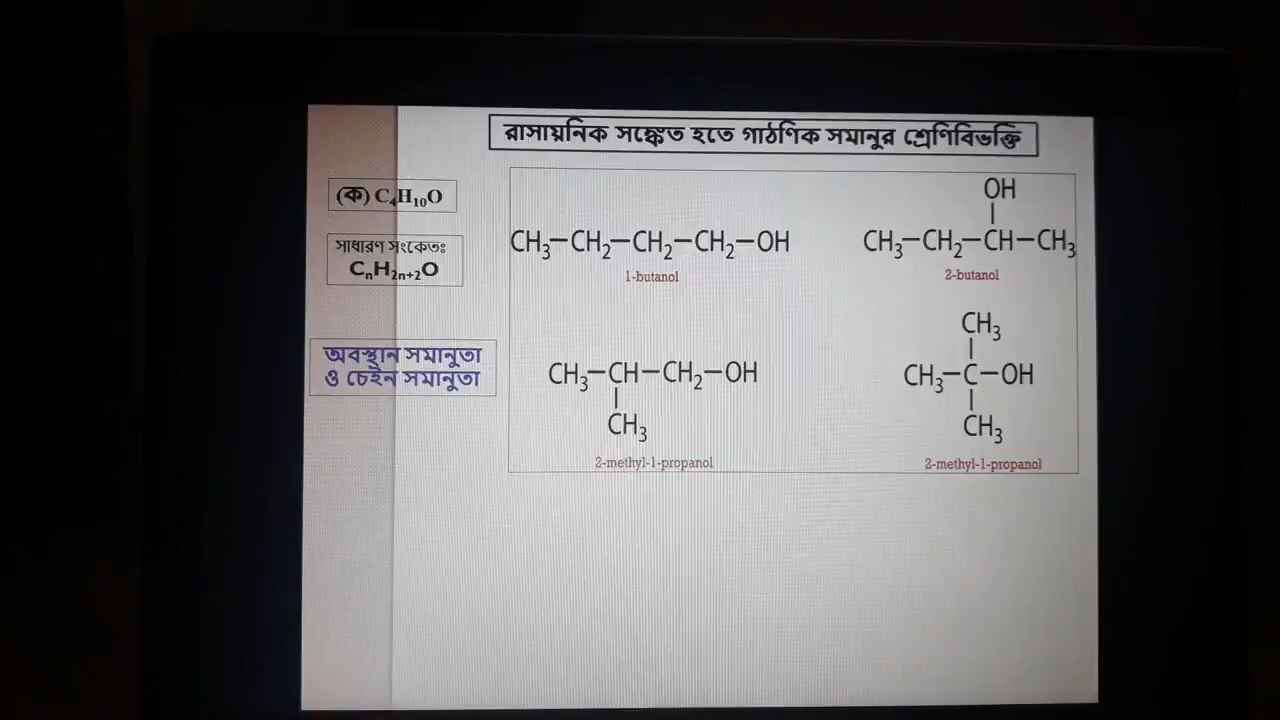 রাসায়নিক সঙ্কেত হতে গাঠণিক সমানুর শ্রেণিবিভক্তি
(ক) C₄H₁₀O
সাধারণ সংকেতঃ
CₙH₂ₙ₊₂O
অবস্থান সমানুতা
ও চেইন সমানুতা
CH₃−CH₂−CH₂−CH₂−OH
1-butanol
OH
CH₃−CH₂−CH−CH₃
2-butanol
CH₃−CH−CH₂−OH
CH₃
2-methyl-1-propanol
CH₃
CH₃−C−OH
CH₃
2-methyl-1-propanol